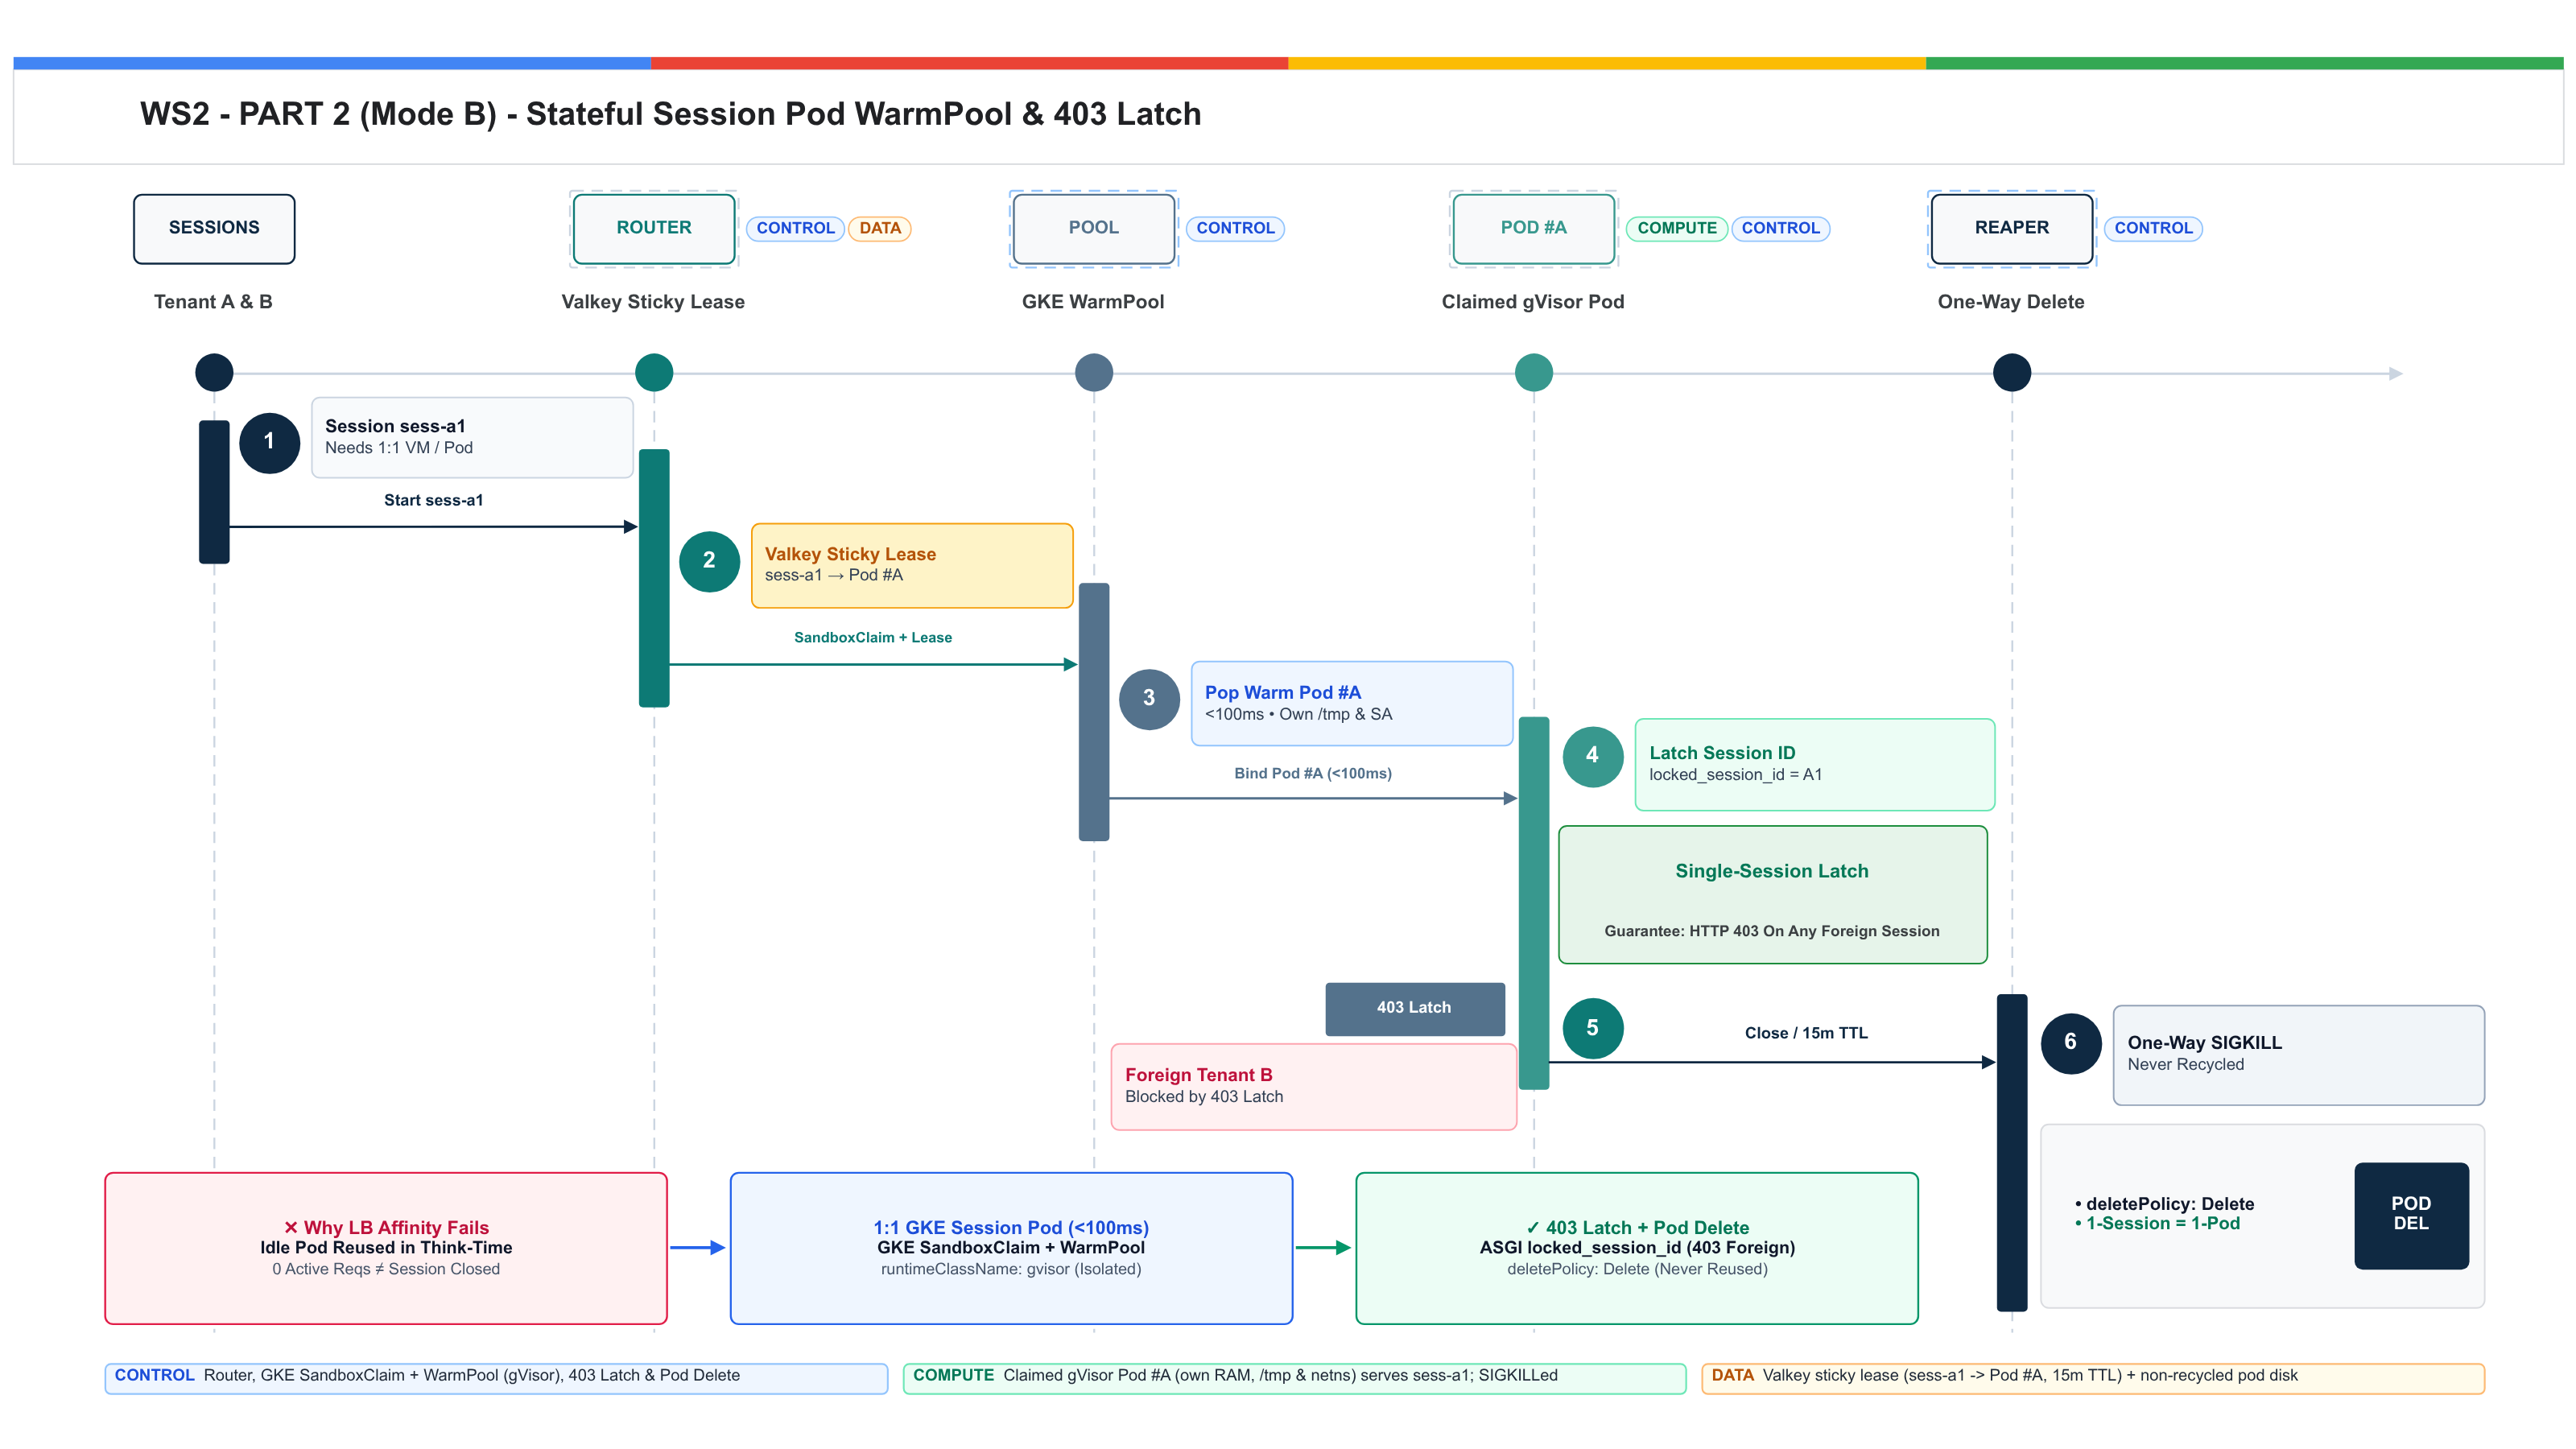 WS2 - PART 2 (Mode B) - Stateful Session Pod WarmPool & 403 Latch
SESSIONS
Tenant A & B
ROUTER
CONTROL
DATA
Valkey Sticky Lease
POOL
CONTROL
GKE WarmPool
POD #A
COMPUTE
CONTROL
Claimed gVisor Pod
REAPER
CONTROL
One-Way Delete
1
Session sess-a1
Needs 1:1 VM / Pod
Start sess-a1
2
Valkey Sticky Lease
sess-a1 → Pod #A
SandboxClaim + Lease
3
Pop Warm Pod #A
<100ms • Own /tmp & SA
Bind Pod #A (<100ms)
4
Latch Session ID
locked_session_id = A1
Single-Session Latch
Guarantee: HTTP 403 On Any Foreign Session
403 Latch
Foreign Tenant B
Blocked by 403 Latch
5
Close / 15m TTL
6
One-Way SIGKILL
Never Recycled
• deletePolicy: Delete
• 1-Session = 1-Pod
POD
DEL
✕ Why LB Affinity Fails
Idle Pod Reused in Think-Time
0 Active Reqs ≠ Session Closed
1:1 GKE Session Pod (<100ms)
GKE SandboxClaim + WarmPool
runtimeClassName: gvisor (Isolated)
✓ 403 Latch + Pod Delete
ASGI locked_session_id (403 Foreign)
deletePolicy: Delete (Never Reused)
CONTROL Router, GKE SandboxClaim + WarmPool (gVisor), 403 Latch & Pod Delete
COMPUTE Claimed gVisor Pod #A (own RAM, /tmp & netns) serves sess-a1; SIGKILLed
DATA Valkey sticky lease (sess-a1 -> Pod #A, 15m TTL) + non-recycled pod disk